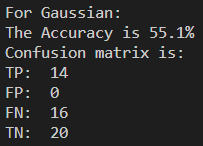 For Gaussian:
The Accuracy is 55.1%
Confusion matrix is:
TP:  14
FP:  0
FN:  16
TN:  20